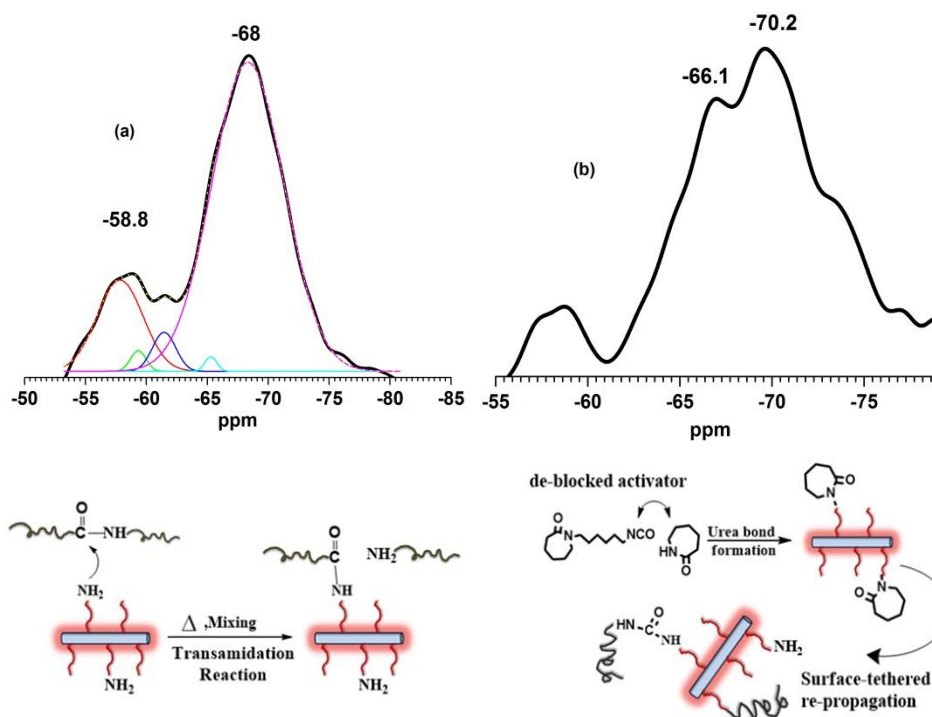 -68
(a)
-58.8
-45 -50 -55 -60 -65 -70 -75 -80 -85
ppm
-70.2
-66.1
(b)
-55 -65 -70 -75
ppm
O
C-NH
NH2
NH2
Δ ,Mixing
Transamidation
Reaction
O
C
NH2
NH
NH2
de-blocked activator
O
N
NCO
HN
O
Urea bond
formation
N
O
O
N
HN
O
C
NH
NH2
Surface-tethered
re-propagation